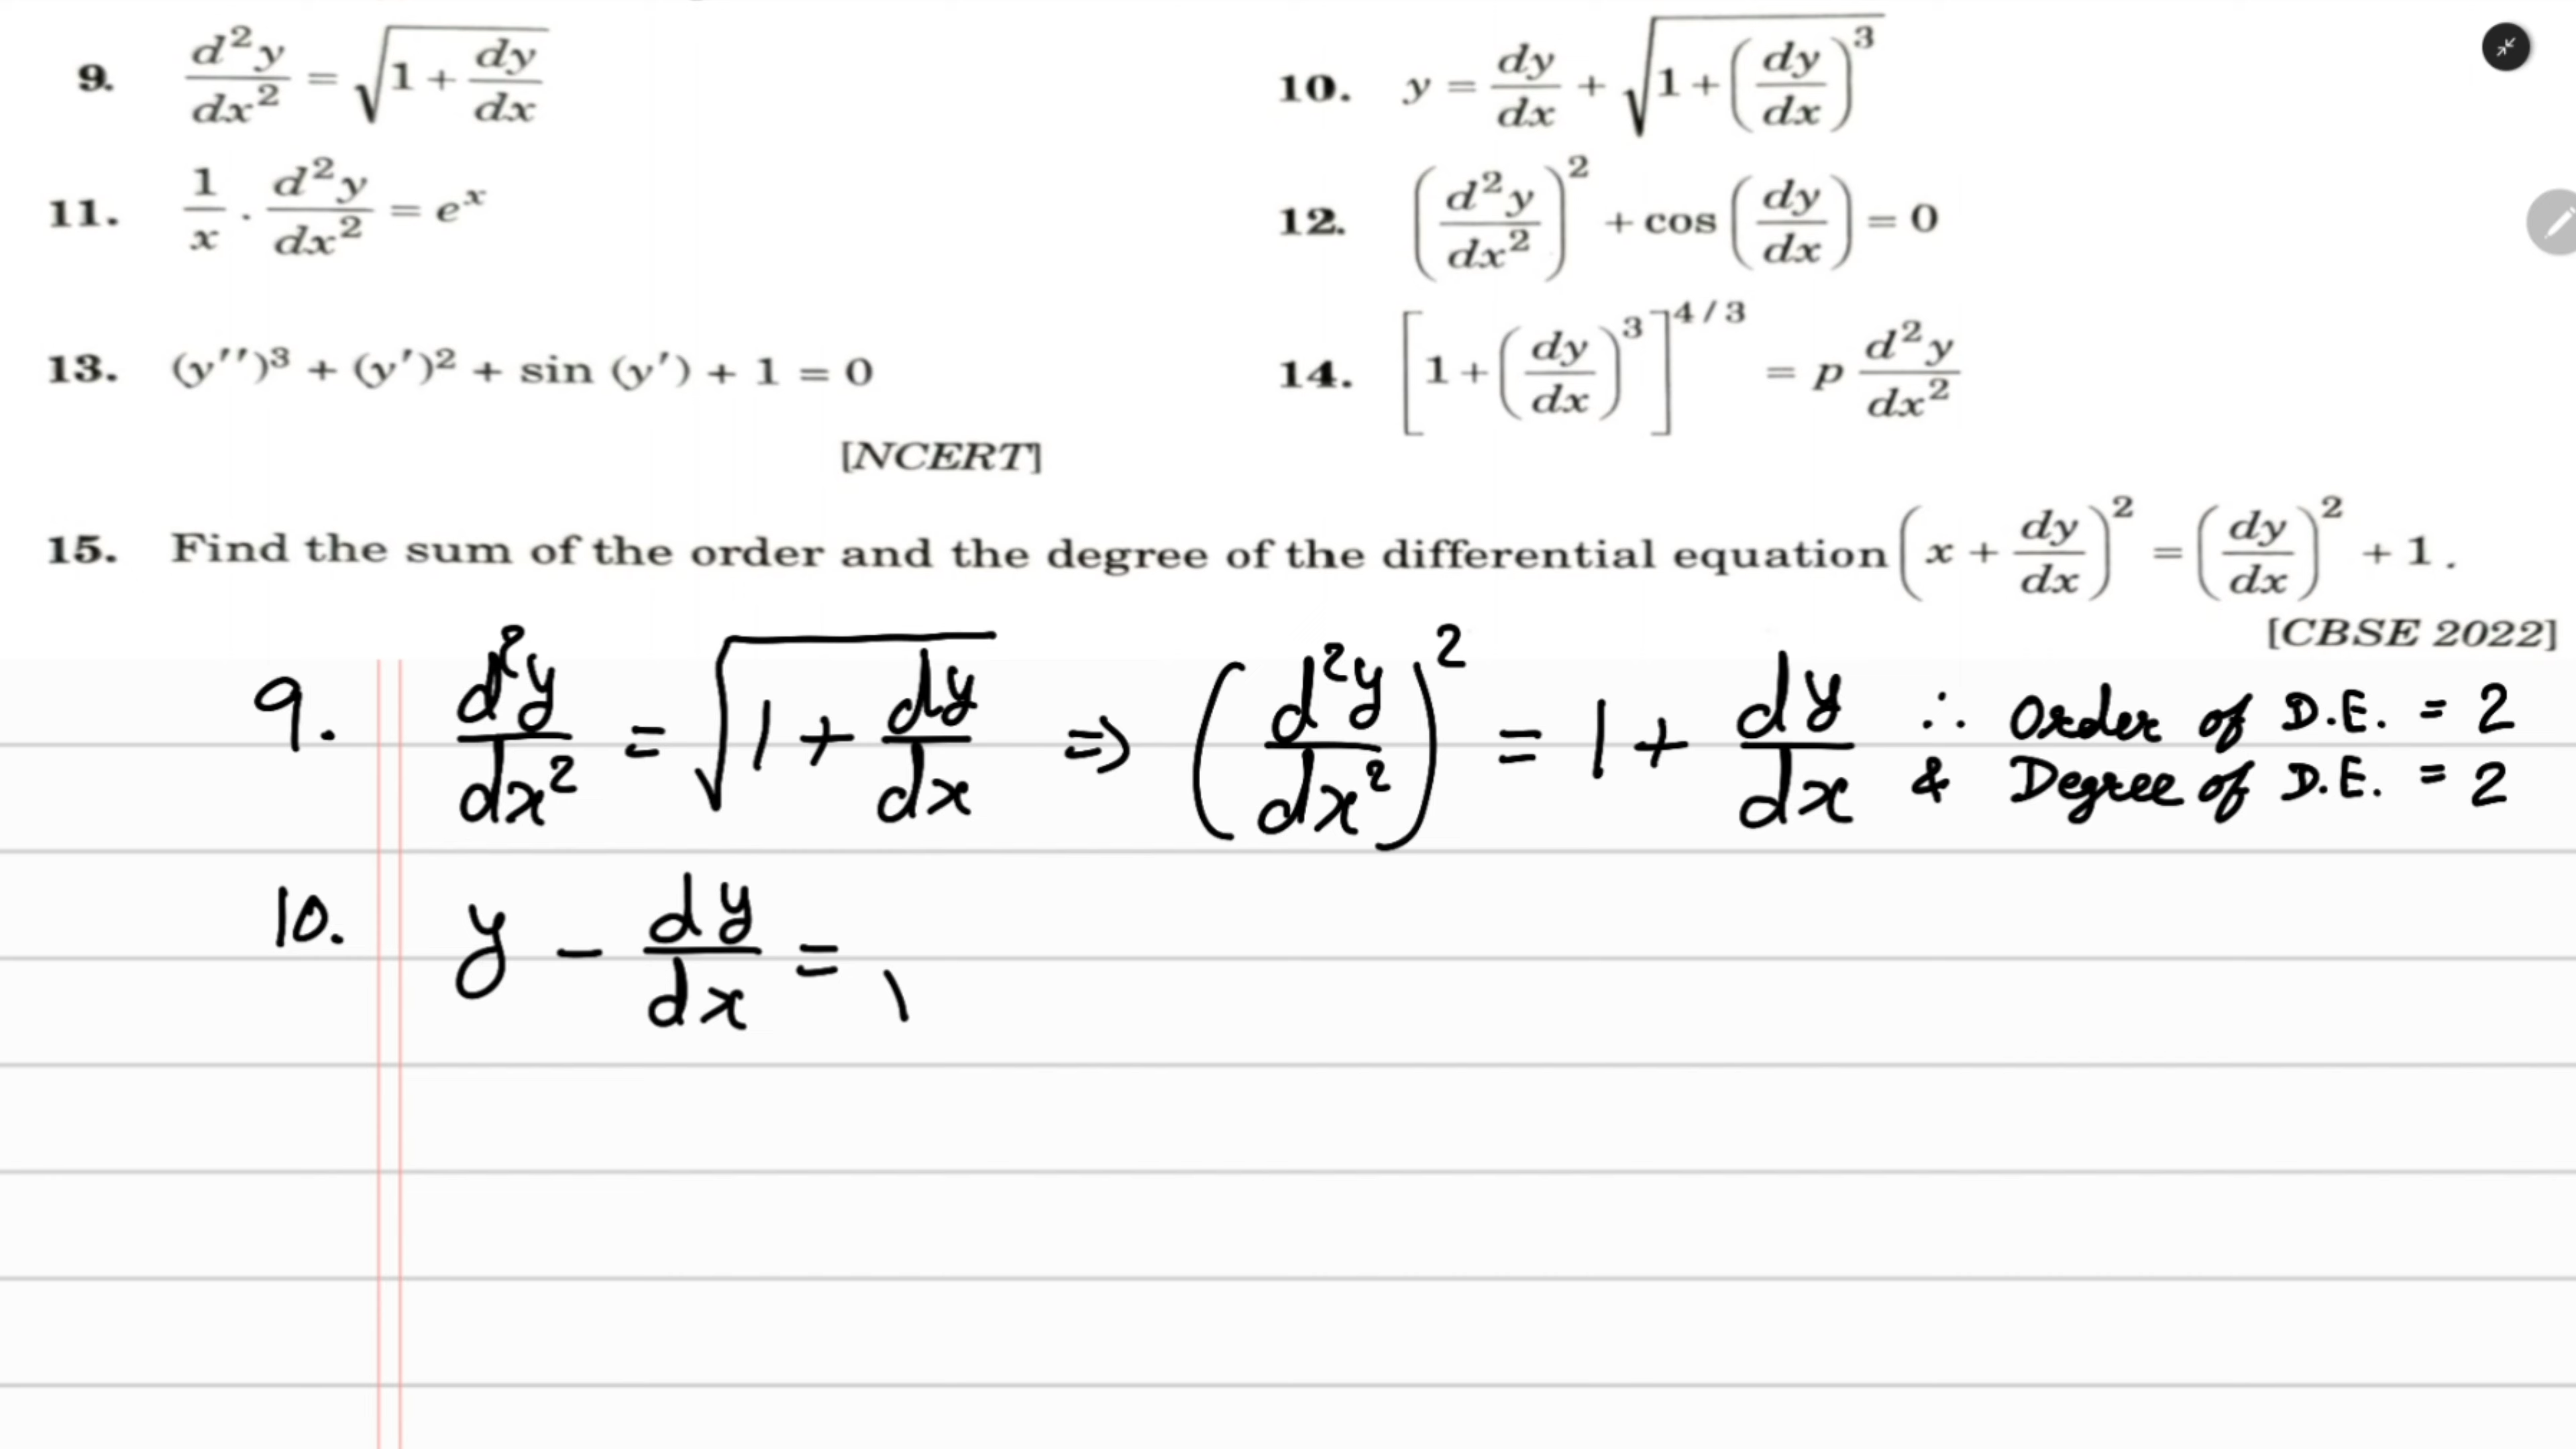 9. d²y/dx² = √(1 + dy/dx)
10. y = dy/dx + √(1 + (dy/dx)³)
11. 1/x · d²y/dx² = eˣ
12. (d²y/dx²)² + cos (dy/dx) = 0
13. (y′′)³ + (y′)² + sin (y′) + 1 = 0
[NCERT]
14. [1 + (dy/dx)³]^(4/3) = p d²y/dx²
15. Find the sum of the order and the degree of the differential equation (x + dy/dx)² = (dy/dx)² + 1 .
[CBSE 2022]
9. d²y/dx² = √(1 + dy/dx) ⇒ (d²y/dx²)² = 1 + dy/dx ∴ Order of D.E. = 2
& Degree of D.E. = 2
10. y - dy/dx =